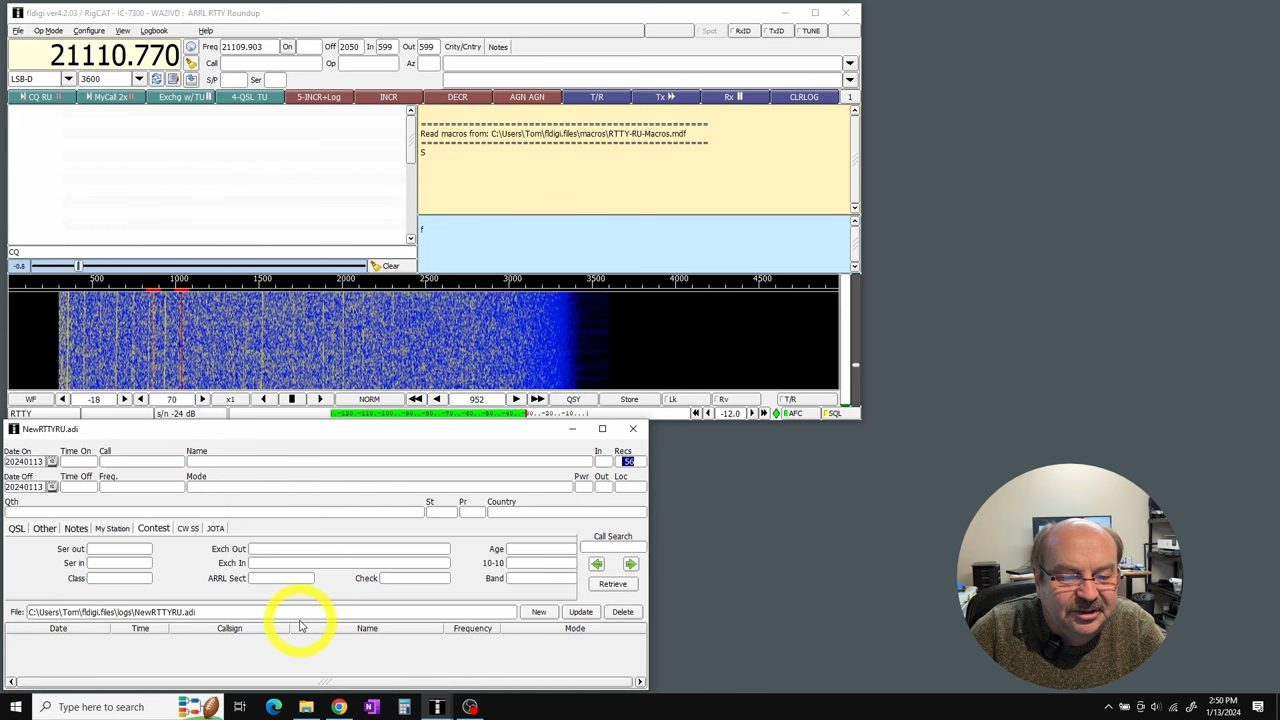 fldigi ver4.2.03 / RigCAT - IC-7300 - WA2IVD : ARRL RTTY Roundup
File Op Mode Configure View Logbook Help Spot RxID TxID TUNE
21110.770 Freq 21109.903 On Off 2050 In 599 Out 599 Cnty/Cntry Notes
Call Op Az
LSB-D 3600 S/P Ser
CQ RU MyCall 2x Exchg w/TU 4-QSL TU 5-INCR+Log INCR DECR AGN AGN T/R Tx Rx CLRLOG 1
==============================================
Read macros from: C:\Users\Tom\fldigi.files\macros\RTTY-RU-Macros.mdf
==============================================
S
f
CQ
-0.8 Clear
500 1000 1500 2000 2500 3000 3500 4000 4500
WF -18 70 x1 NORM 952 QSY Store Lk Rv T/R
RTTY s/n -24 dB -12.0 AFC SQL
NewRTTYRU.adi
Date On Time On Call Name In Recs
20240113 56
Date Off Time Off Freq. Mode Pwr Out Loc
20240113
Qth St Pr Country
QSL Other Notes My Station Contest CW SS JOTA
Call Search
Ser out Exch Out Age
Ser in Exch In 10-10
Class ARRL Sect Check Band
Retrieve
File: C:\Users\Tom\fldigi.files\logs\NewRTTYRU.adi New Update Delete
Date Time Callsign Name Frequency Mode
Type here to search
2:50 PM
1/13/2024